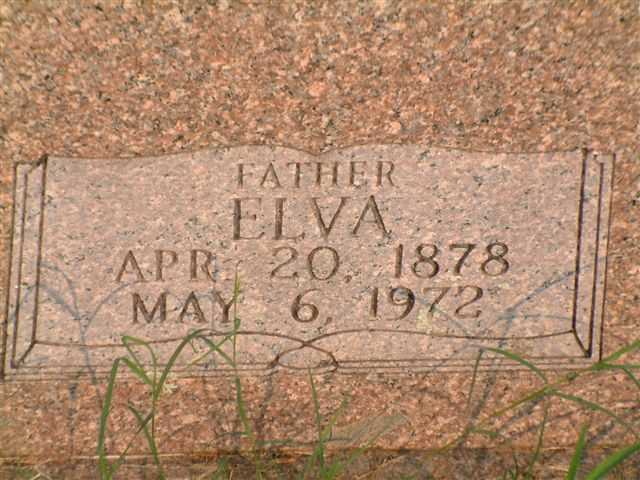 FATHER
ELVA
APR. 20, 1878
MAY 6, 1972